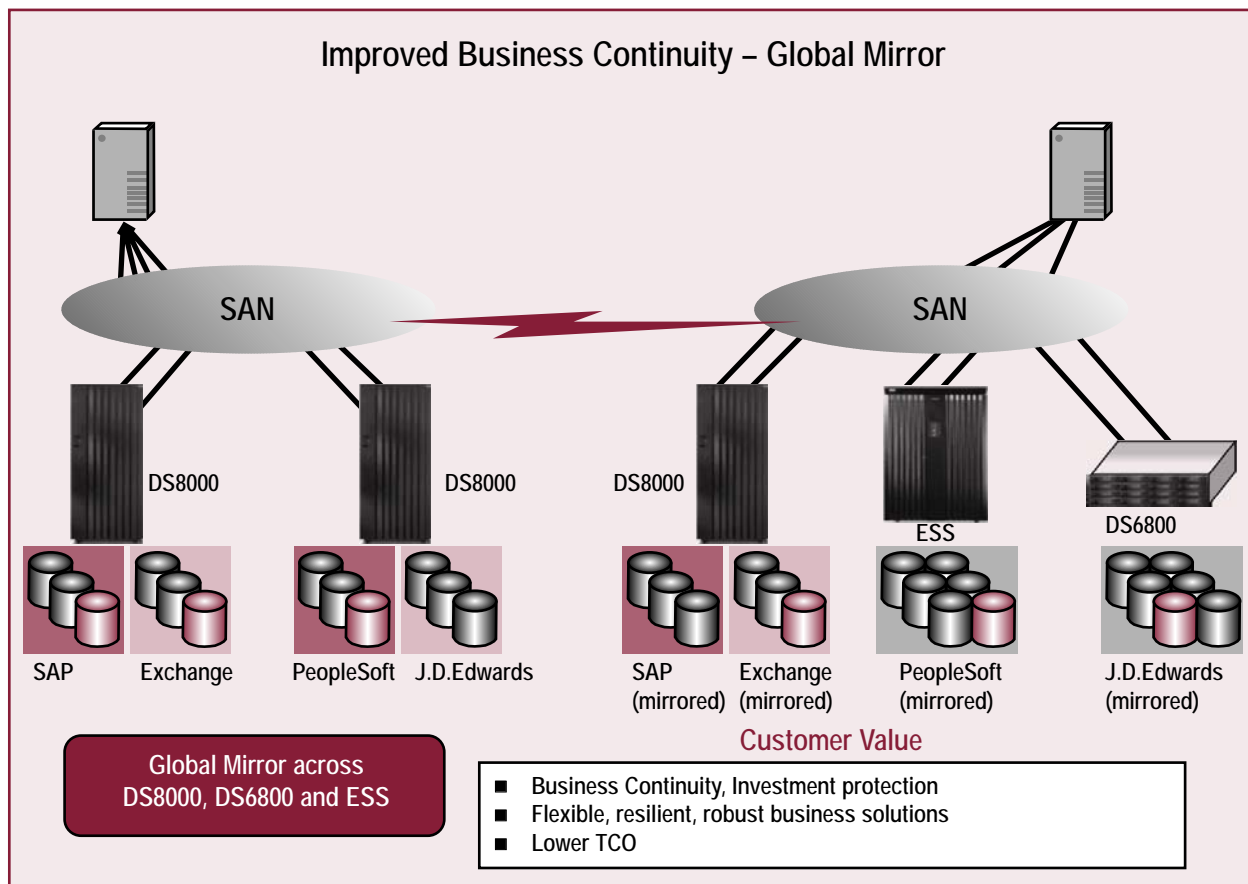 Improved Business Continuity – Global Mirror
SAN
SAN
DS8000
DS8000
DS8000
ESS
DS6800
SAP
Exchange
PeopleSoft
J.D.Edwards
SAP
(mirrored)
Exchange
(mirrored)
PeopleSoft
(mirrored)
J.D.Edwards
(mirrored)
Global Mirror across
DS8000, DS6800 and ESS
Customer Value
■ Business Continuity, Investment protection
■ Flexible, resilient, robust business solutions
■ Lower TCO